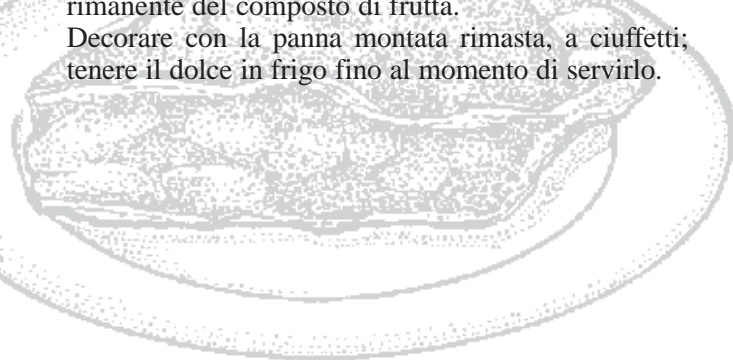 rimanente del composto di frutta.
Decorare con la panna montata rimasta, a ciuffetti;
tenere il dolce in frigo fino al momento di servirlo.